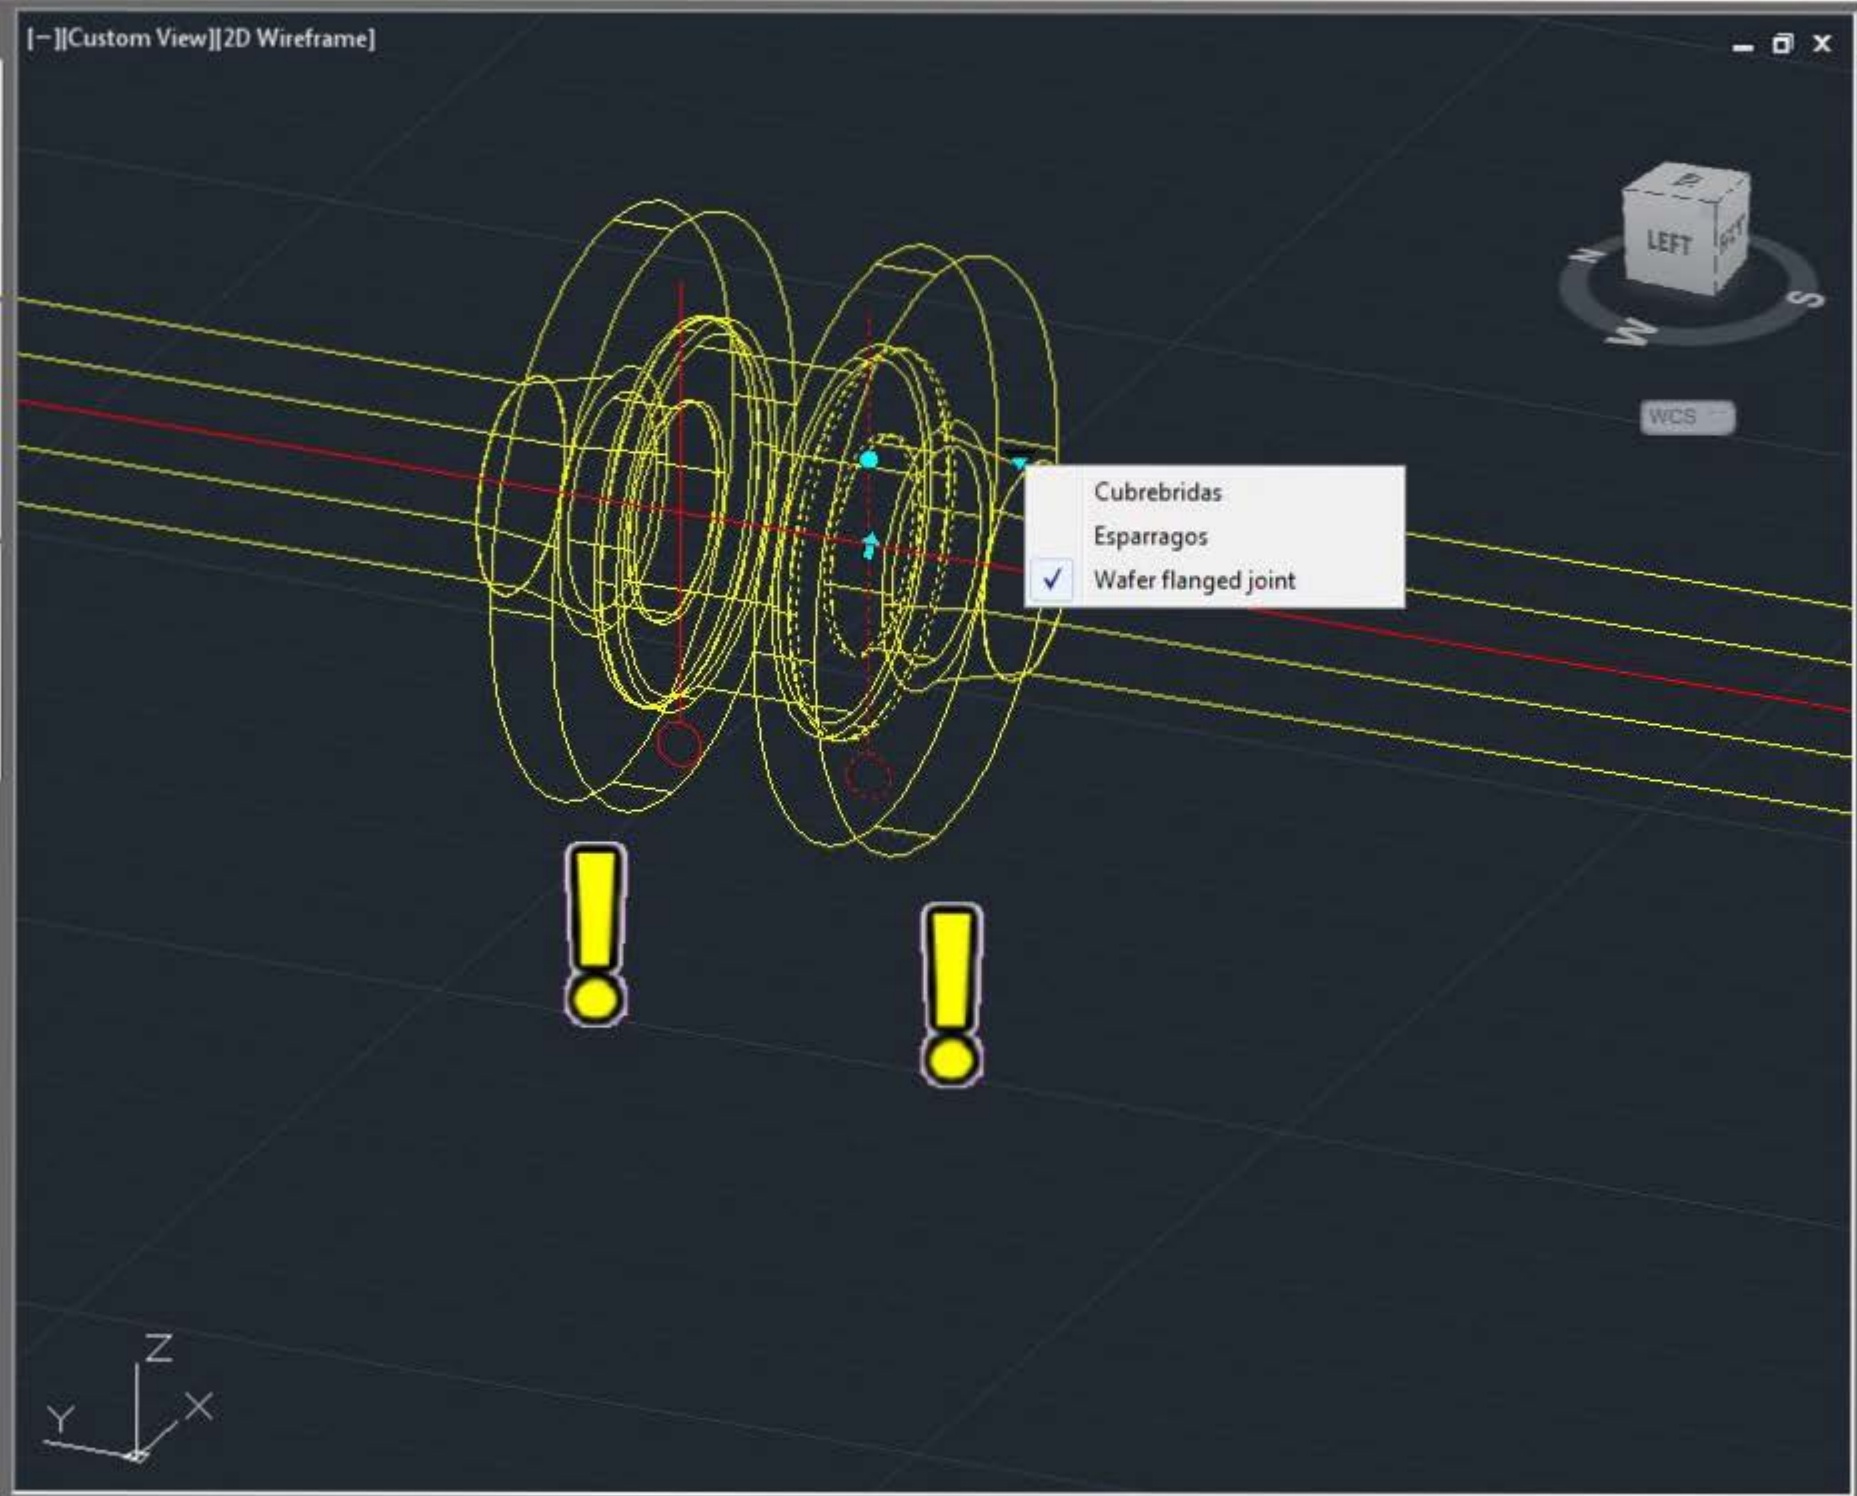 [−][Custom View][2D Wireframe]
LEFT
N
S
W
WCS
Cubrebridas
Esparragos
Wafer flanged joint
Z
Y
X